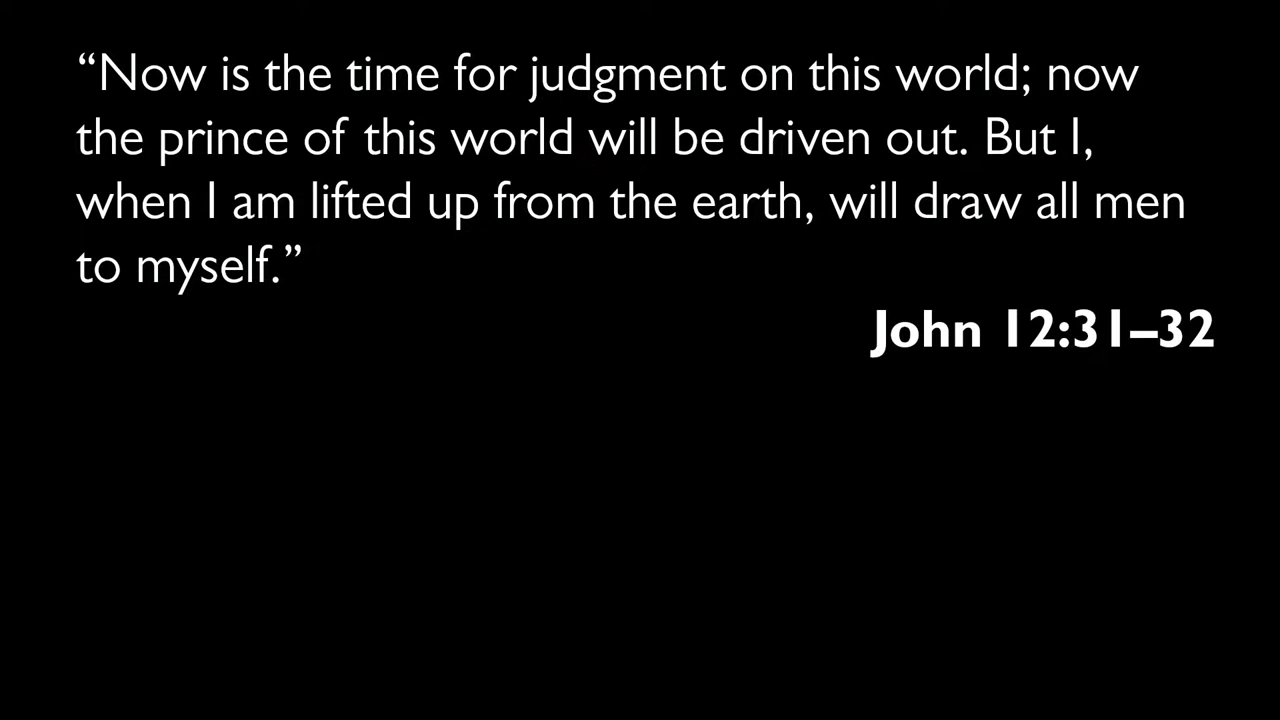 “Now is the time for judgment on this world; now
the prince of this world will be driven out. But I,
when I am lifted up from the earth, will draw all men
to myself.”
John 12:31–32